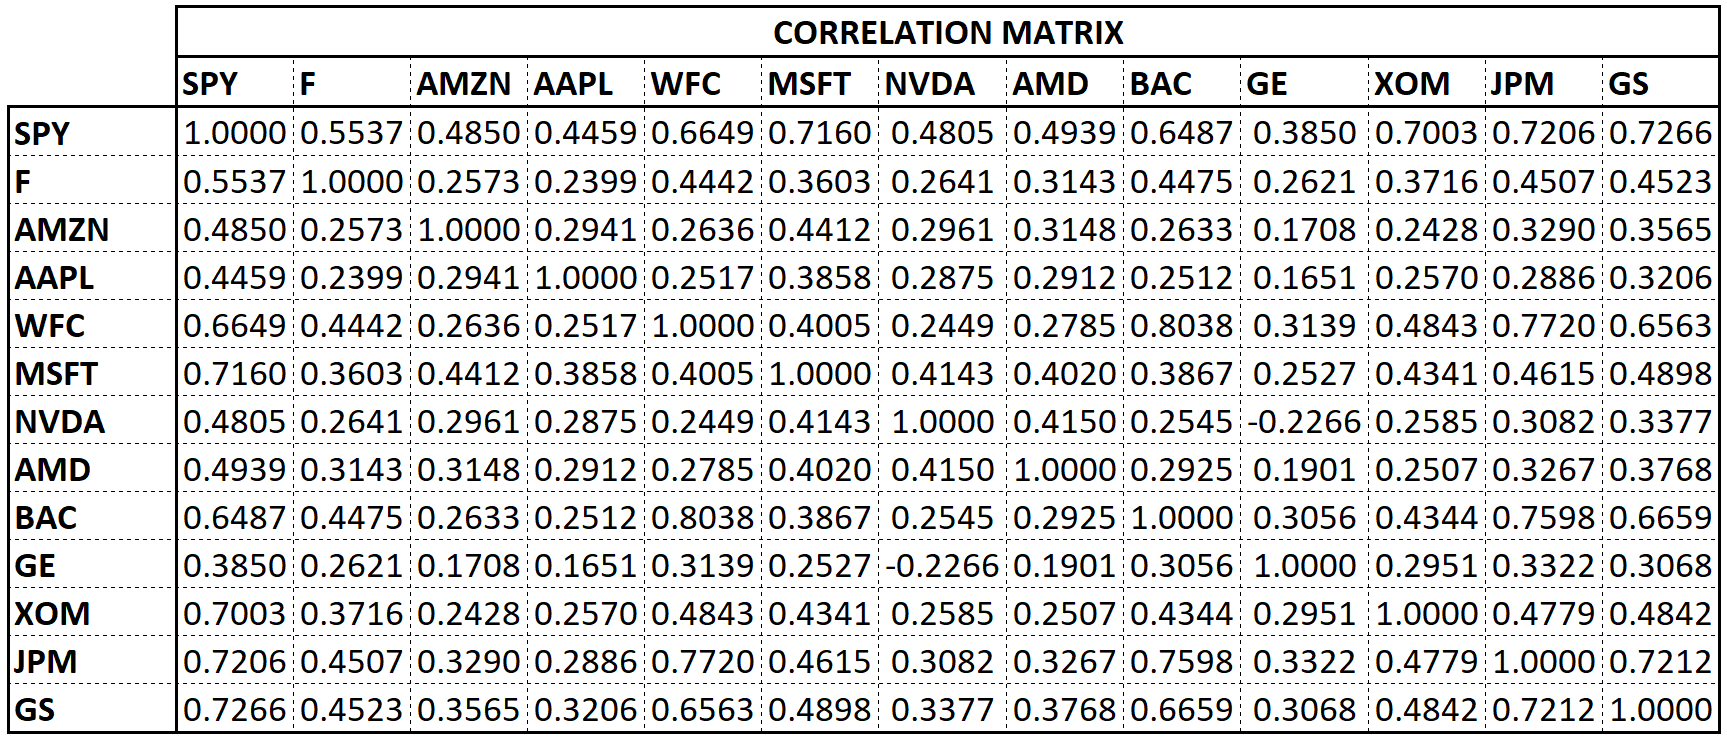 CORRELATION MATRIX
SPY F AMZN AAPL WFC MSFT NVDA AMD BAC GE XOM JPM GS
SPY 1.0000 0.5537 0.4850 0.4459 0.6649 0.7160 0.4805 0.4939 0.6487 0.3850 0.7003 0.7206 0.7266
F 0.5537 1.0000 0.2573 0.2399 0.4442 0.3603 0.2641 0.3143 0.4475 0.2621 0.3716 0.4507 0.4523
AMZN 0.4850 0.2573 1.0000 0.2941 0.2636 0.4412 0.2961 0.3148 0.2633 0.1708 0.2428 0.3290 0.3565
AAPL 0.4459 0.2399 0.2941 1.0000 0.2517 0.3858 0.2875 0.2912 0.2512 0.1651 0.2570 0.2886 0.3206
WFC 0.6649 0.4442 0.2636 0.2517 1.0000 0.4005 0.2449 0.2785 0.8038 0.3139 0.4843 0.7720 0.6563
MSFT 0.7160 0.3603 0.4412 0.3858 0.4005 1.0000 0.4143 0.4020 0.3867 0.2527 0.4341 0.4615 0.4898
NVDA 0.4805 0.2641 0.2961 0.2875 0.2449 0.4143 1.0000 0.4150 0.2545 -0.2266 0.2585 0.3082 0.3377
AMD 0.4939 0.3143 0.3148 0.2912 0.2785 0.4020 0.4150 1.0000 0.2925 0.1901 0.2507 0.3267 0.3768
BAC 0.6487 0.4475 0.2633 0.2512 0.8038 0.3867 0.2545 0.2925 1.0000 0.3056 0.4344 0.7598 0.6659
GE 0.3850 0.2621 0.1708 0.1651 0.3139 0.2527 -0.2266 0.1901 0.3056 1.0000 0.2951 0.3322 0.3068
XOM 0.7003 0.3716 0.2428 0.2570 0.4843 0.4341 0.2585 0.2507 0.4344 0.2951 1.0000 0.4779 0.4842
JPM 0.7206 0.4507 0.3290 0.2886 0.7720 0.4615 0.3082 0.3267 0.7598 0.3322 0.4779 1.0000 0.7212
GS 0.7266 0.4523 0.3565 0.3206 0.6563 0.4898 0.3377 0.3768 0.6659 0.3068 0.4842 0.7212 1.0000